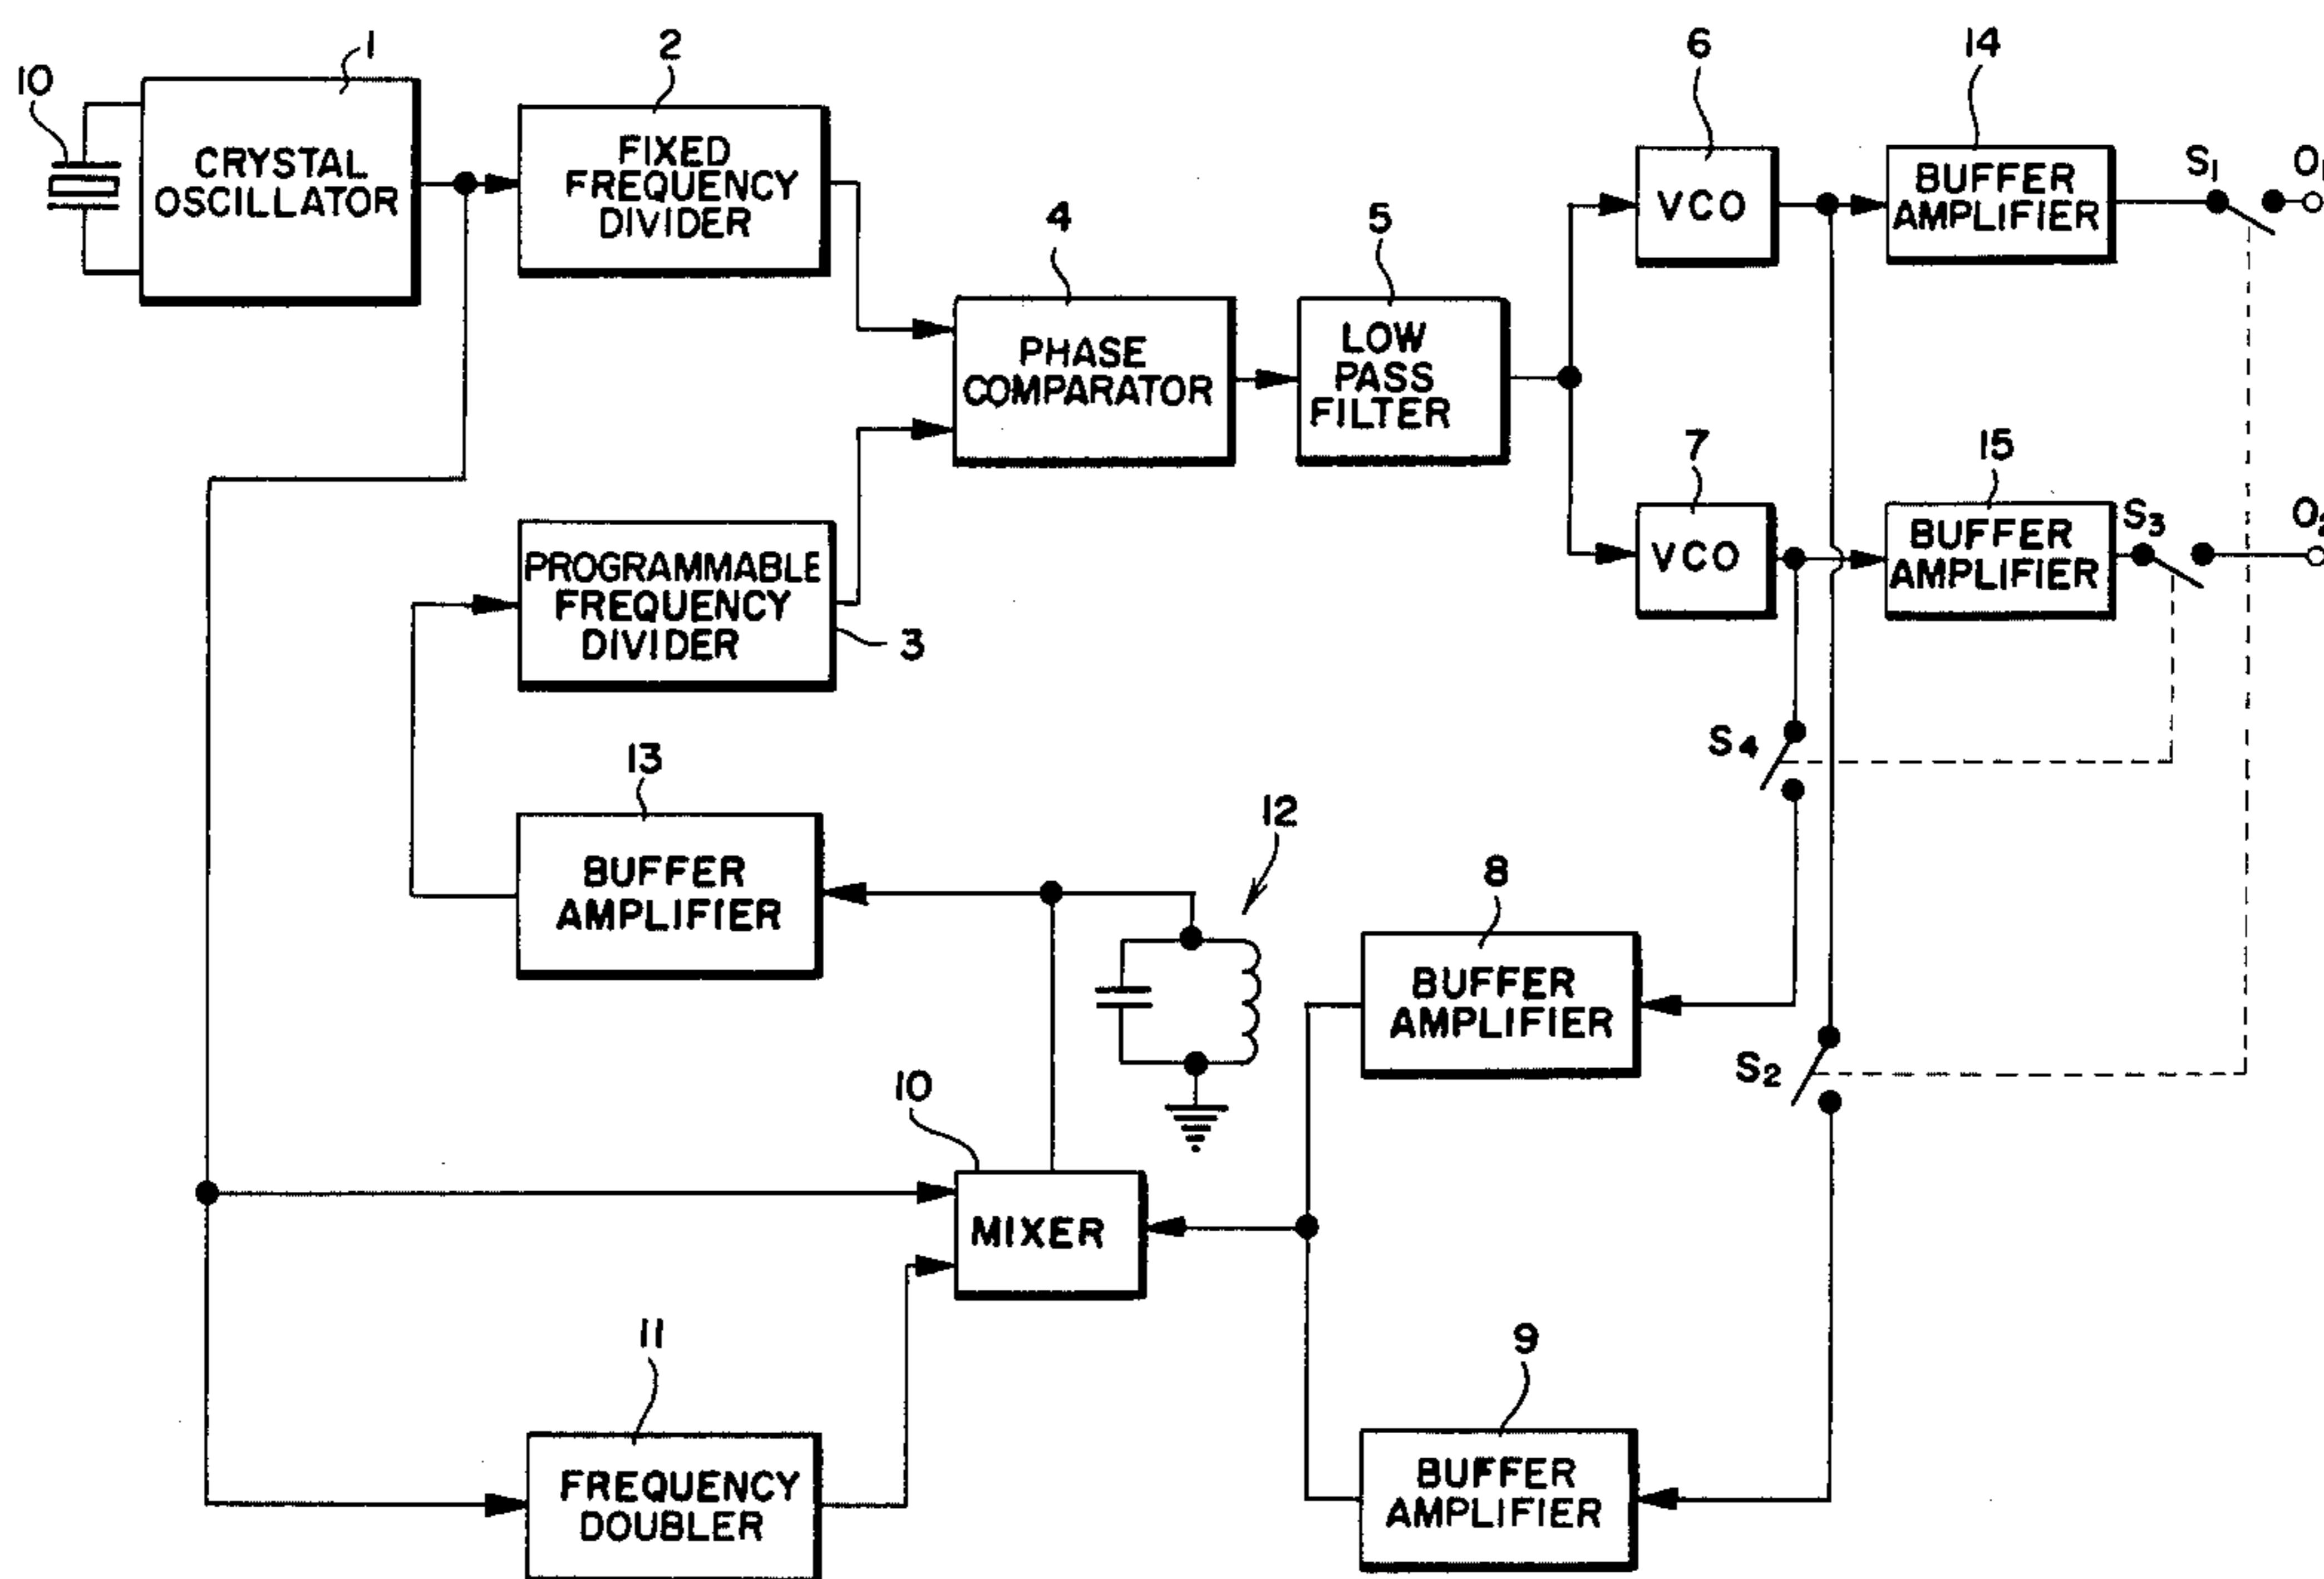 1
2
6
14
10
CRYSTAL
OSCILLATOR
FIXED
FREQUENCY
DIVIDER
VCO
BUFFER
AMPLIFIER
S1
O1
4
5
PHASE
COMPARATOR
LOW
PASS
FILTER
7
15
VCO
BUFFER
AMPLIFIER
S3
O2
PROGRAMMABLE
FREQUENCY
DIVIDER
3
S4
13
BUFFER
AMPLIFIER
12
8
BUFFER
AMPLIFIER
S2
10
MIXER
11
FREQUENCY
DOUBLER
9
BUFFER
AMPLIFIER